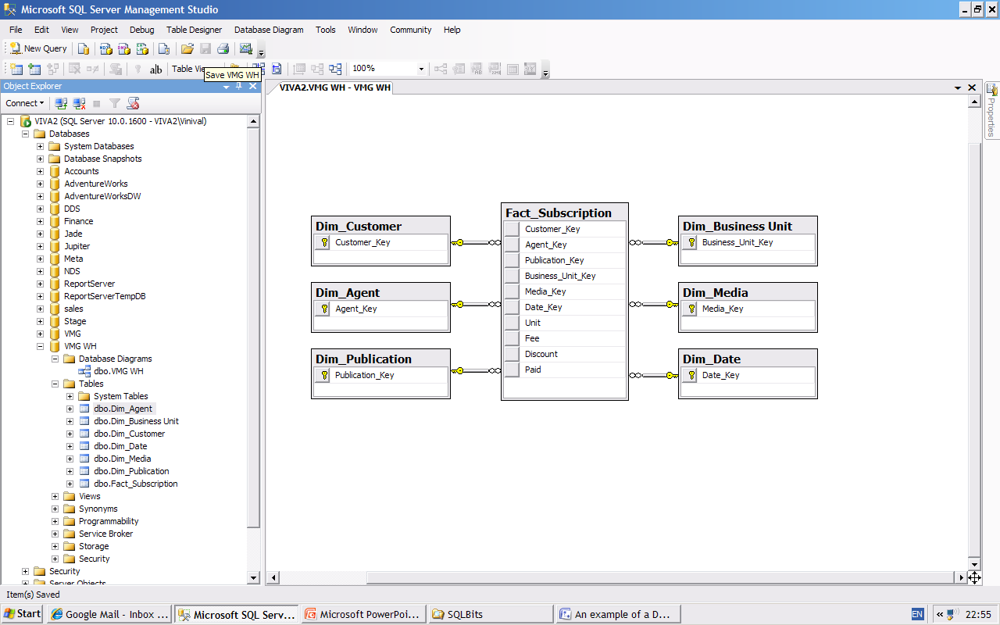 Microsoft SQL Server Management Studio
File Edit View Project Debug Table Designer Database Diagram Tools Window Community Help
New Query
Table Vie
100%
Save VMG WH
Object Explorer
Connect
VIVA2 (SQL Server 10.0.1600 - VIVA2\Vinival)
Databases
System Databases
Database Snapshots
Accounts
AdventureWorks
AdventureWorksDW
DDS
Finance
Jade
Jupiter
Meta
NDS
ReportServer
ReportServerTempDB
sales
Stage
VMG
VMG WH
Database Diagrams
dbo.VMG WH
Tables
System Tables
dbo.Dim_Agent
dbo.Dim_Business Unit
dbo.Dim_Customer
dbo.Dim_Date
dbo.Dim_Media
dbo.Dim_Publication
dbo.Fact_Subscription
Views
Synonyms
Programmability
Service Broker
Storage
Security
Security
Server Objects
VIVA2.VMG WH - VMG WH
Dim_Customer
Customer_Key
Dim_Agent
Agent_Key
Dim_Publication
Publication_Key
Fact_Subscription
Customer_Key
Agent_Key
Publication_Key
Business_Unit_Key
Media_Key
Date_Key
Unit
Fee
Discount
Paid
Dim_Business Unit
Business_Unit_Key
Dim_Media
Media_Key
Dim_Date
Date_Key
Properties
Item(s) Saved
Start
Google Mail - Inbox ...
Microsoft SQL Serv...
Microsoft PowerPoi...
SQLBits
An example of a D...
EN
22:55